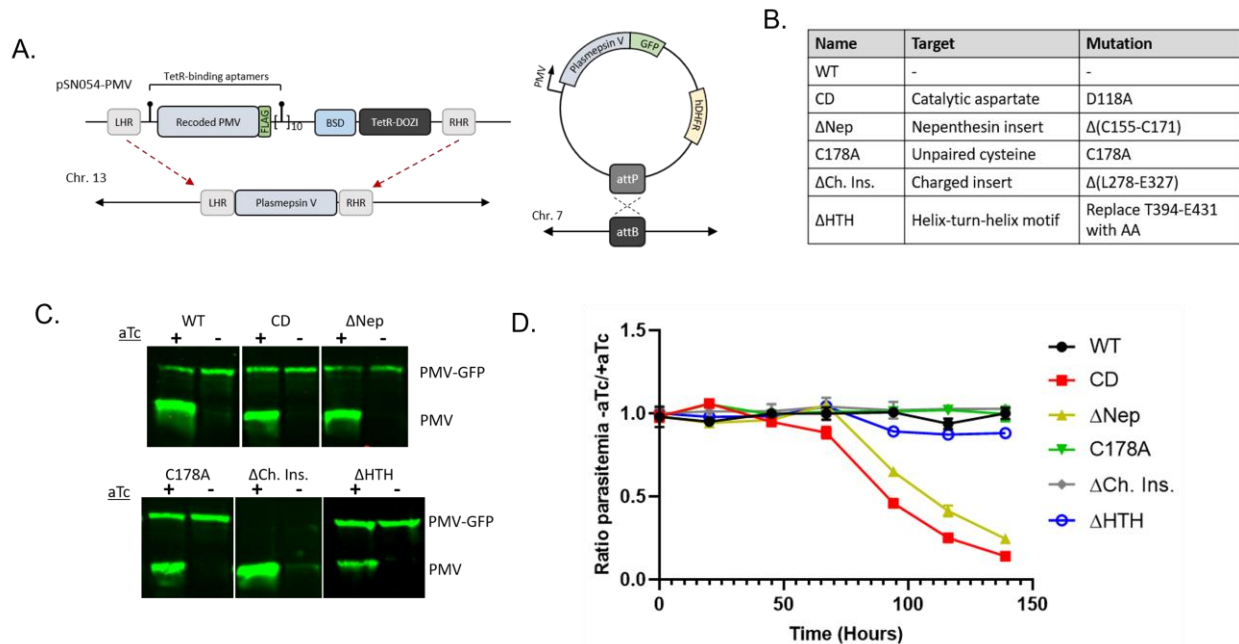 A.
pSN054-PMV
TetR-binding aptamers
LHR
Recoded PMV
FLAG
[ ]10
BSD
TetR-DOZI
RHR
Chr. 13
LHR
Plasmepsin V
RHR
PMV
Plasmepsin V
GFP
hDHFR
attP
Chr. 7
attB
B.
Name Target Mutation
WT - -
CD Catalytic aspartate D118A
ΔNep Nepenthesin insert Δ(C155-C171)
C178A Unpaired cysteine C178A
ΔCh. Ins. Charged insert Δ(L278-E327)
ΔHTH Helix-turn-helix motif Replace T394-E431
with AA
C.
WT CD ΔNep
aTc + - + - + -
PMV-GFP
PMV
C178A ΔCh. Ins. ΔHTH
aTc + - + - + -
PMV-GFP
PMV
D.
Ratio parasitemia -aTc/+aTc
1.5
1.0
0.5
0.0
0 50 100 150
Time (Hours)
WT
CD
ΔNep
C178A
ΔCh. Ins.
ΔHTH